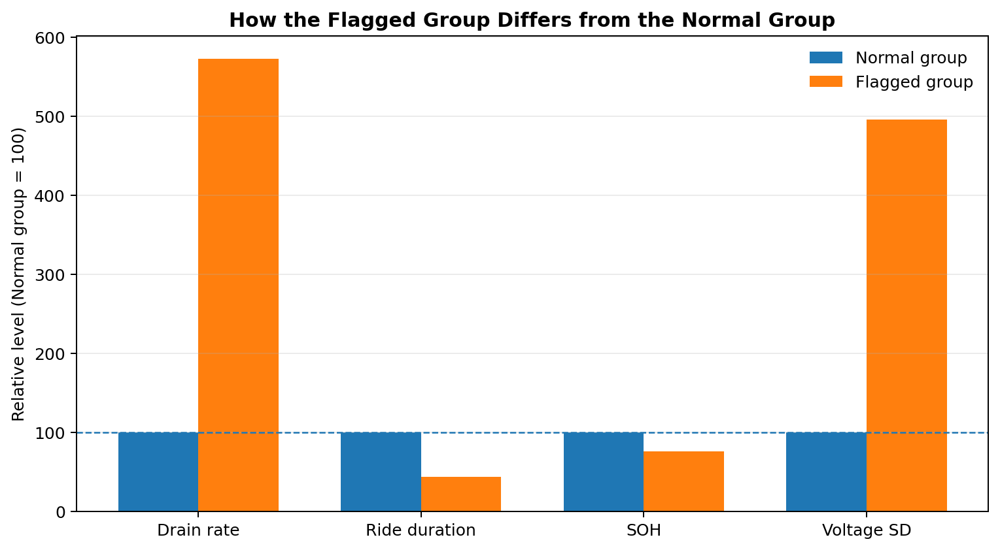 How the Flagged Group Differs from the Normal Group
Normal group
Flagged group
Relative level (Normal group = 100)
600
500
400
300
200
100
0
Drain rate
Ride duration
SOH
Voltage SD